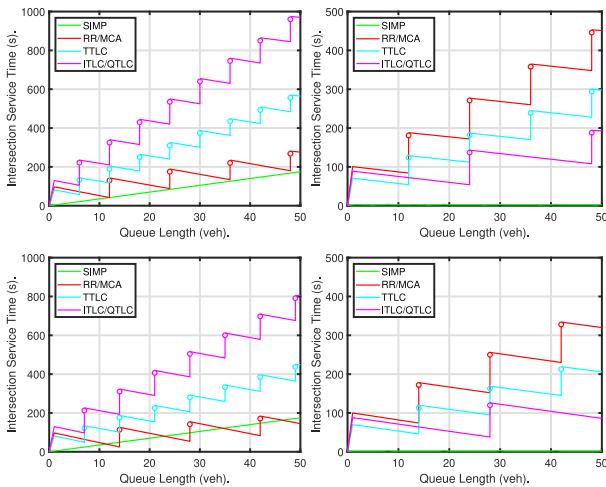 1000
800
600
400
200
0
0 10 20 30 40 50
Intersection Service Time (s).
Queue Length (veh).
SIMP
RR/MCA
TTLC
ITLC/QTLC
500
400
300
200
100
0
0 10 20 30 40 50
Intersection Service Time (s).
Queue Length (veh).
SIMP
RR/MCA
TTLC
ITLC/QTLC
1000
800
600
400
200
0
0 10 20 30 40 50
Intersection Service Time (s).
Queue Length (veh).
SIMP
RR/MCA
TTLC
ITLC/QTLC
500
400
300
200
100
0
0 10 20 30 40 50
Intersection Service Time (s).
Queue Length (veh).
SIMP
RR/MCA
TTLC
ITLC/QTLC